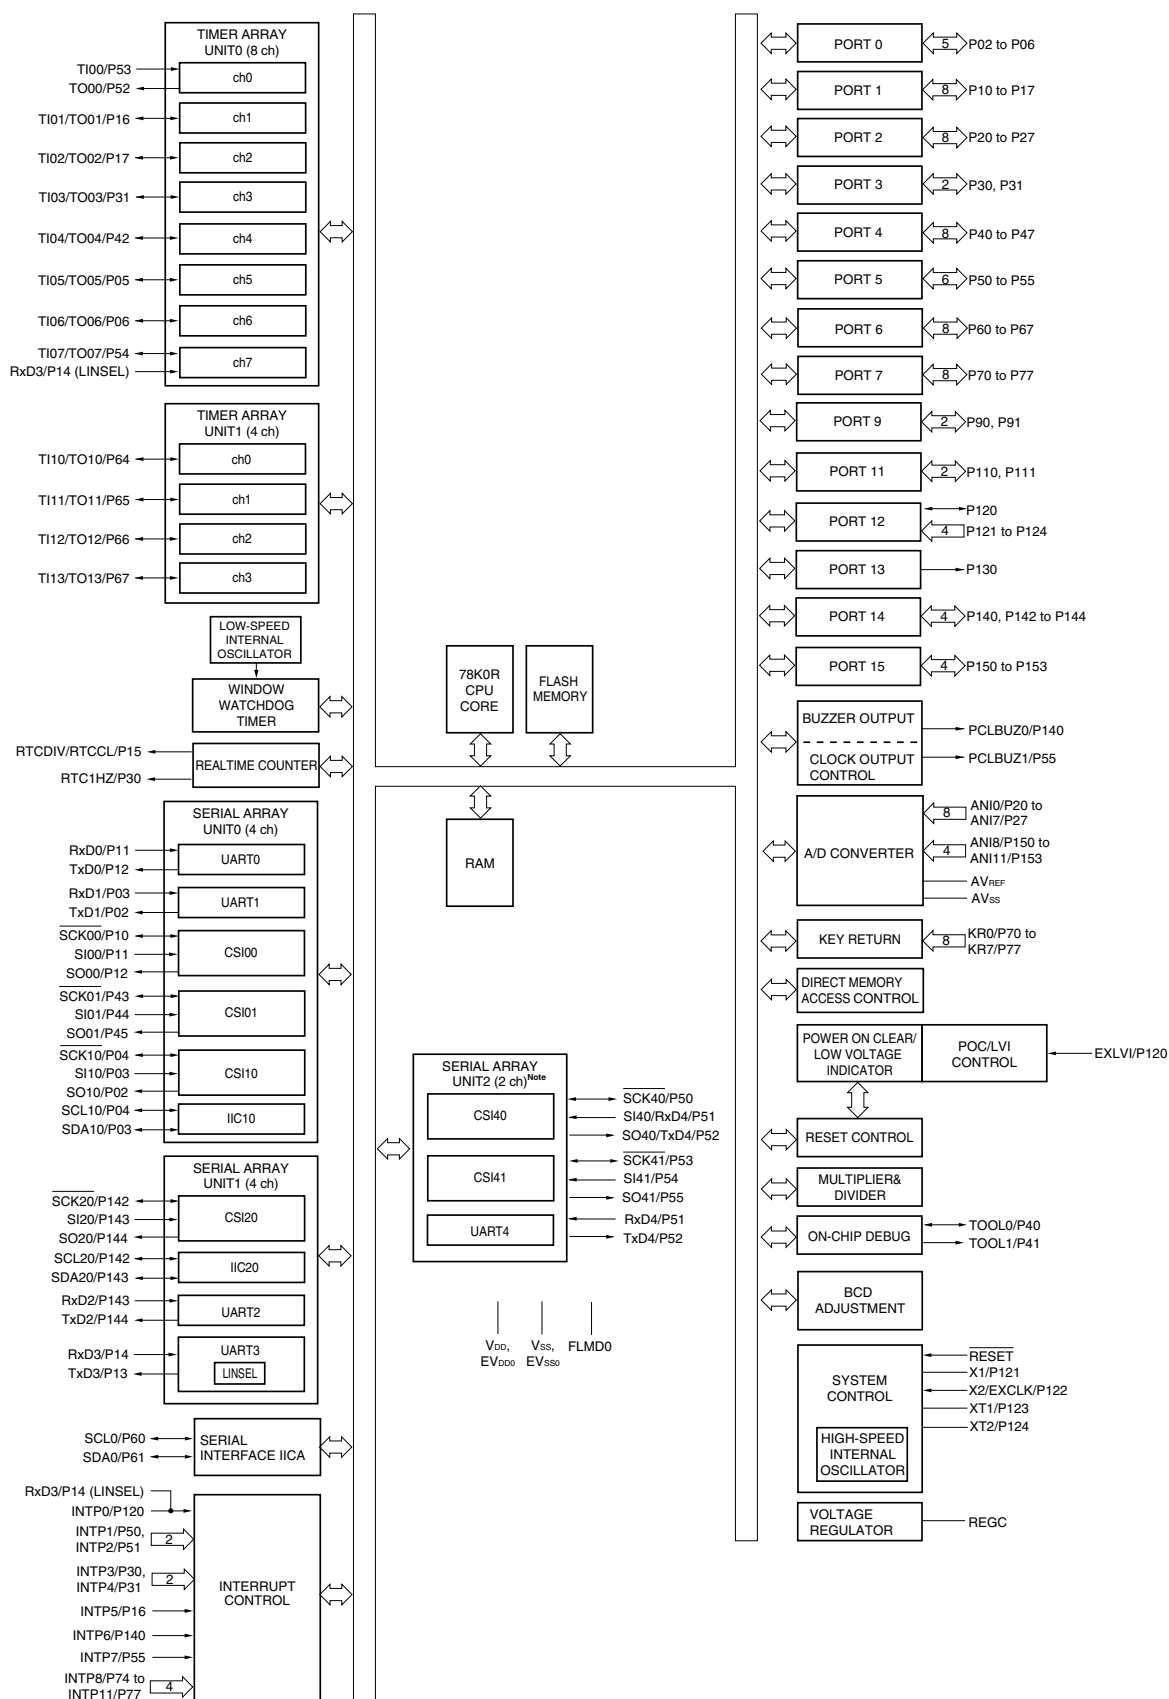 TIMER ARRAY
UNIT0 (8 ch)
TI00/P53
TO00/P52
ch0
TI01/TO01/P16
ch1
TI02/TO02/P17
ch2
TI03/TO03/P31
ch3
TI04/TO04/P42
ch4
TI05/TO05/P05
ch5
TI06/TO06/P06
ch6
TI07/TO07/P54
RxD3/P14 (LINSEL)
ch7
TIMER ARRAY
UNIT1 (4 ch)
TI10/TO10/P64
ch0
TI11/TO11/P65
ch1
TI12/TO12/P66
ch2
TI13/TO13/P67
ch3
LOW-SPEED
INTERNAL
OSCILLATOR
WINDOW
WATCHDOG
TIMER
RTCDIV/RTCCL/P15
RTC1HZ/P30
REALTIME COUNTER
SERIAL ARRAY
UNIT0 (4 ch)
RxD0/P11
TxD0/P12
UART0
RxD1/P03
TxD1/P02
UART1
SCK00/P10
SI00/P11
SO00/P12
CSI00
SCK01/P43
SI01/P44
SO01/P45
CSI01
SCK10/P04
SI10/P03
SO10/P02
CSI10
SCL10/P04
SDA10/P03
IIC10
SERIAL ARRAY
UNIT1 (4 ch)
SCK20/P142
SI20/P143
SO20/P144
CSI20
SCL20/P142
SDA20/P143
IIC20
RxD2/P143
TxD2/P144
UART2
RxD3/P14
TxD3/P13
UART3
LINSEL
SCL0/P60
SDA0/P61
SERIAL
INTERFACE IICA
RxD3/P14 (LINSEL)
INTP0/P120
INTP1/P50,
INTP2/P51
2
INTP3/P30,
INTP4/P31
2
INTP5/P16
INTP6/P140
INTP7/P55
INTP8/P74 to
INTP11/P77
4
INTERRUPT
CONTROL
78K0R
CPU
CORE
FLASH
MEMORY
RAM
SERIAL ARRAY
UNIT2 (2 ch)Note
CSI40
SCK40/P50
SI40/RxD4/P51
SO40/TxD4/P52
CSI41
SCK41/P53
SI41/P54
SO41/P55
UART4
RxD4/P51
TxD4/P52
VDD,
EVDD0
VSS,
EVSS0
FLMD0
PORT 0
5
P02 to P06
PORT 1
8
P10 to P17
PORT 2
8
P20 to P27
PORT 3
2
P30, P31
PORT 4
8
P40 to P47
PORT 5
6
P50 to P55
PORT 6
8
P60 to P67
PORT 7
8
P70 to P77
PORT 9
2
P90, P91
PORT 11
2
P110, P111
PORT 12
P120
4
P121 to P124
PORT 13
P130
PORT 14
4
P140, P142 to P144
PORT 15
4
P150 to P153
BUZZER OUTPUT
PCLBUZ0/P140
CLOCK OUTPUT
CONTROL
PCLBUZ1/P55
A/D CONVERTER
8
ANI0/P20 to
ANI7/P27
4
ANI8/P150 to
ANI11/P153
AVREF
AVSS
KEY RETURN
8
KR0/P70 to
KR7/P77
DIRECT MEMORY
ACCESS CONTROL
POWER ON CLEAR/
LOW VOLTAGE
INDICATOR
POC/LVI
CONTROL
EXLVI/P120
RESET CONTROL
MULTIPLIER&
DIVIDER
ON-CHIP DEBUG
TOOL0/P40
TOOL1/P41
BCD
ADJUSTMENT
SYSTEM
CONTROL
RESET
X1/P121
X2/EXCLK/P122
XT1/P123
XT2/P124
HIGH-SPEED
INTERNAL
OSCILLATOR
VOLTAGE
REGULATOR
REGC